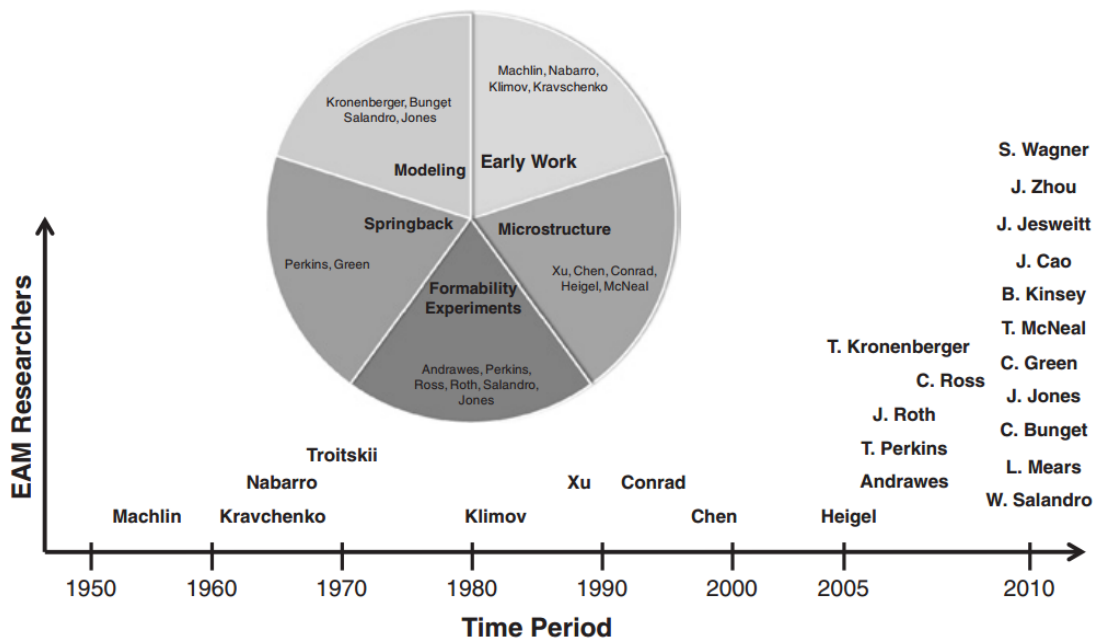 Machlin, Nabarro,
Klimov, Kravschenko
Early Work
Kronenberger, Bunget
Salandro, Jones
Modeling
Springback
Perkins, Green
Microstructure
Xu, Chen, Conrad,
Heigel, McNeal
Formability
Experiments
Andrawes, Perkins,
Ross, Roth, Salandro,
Jones
EAM Researchers
Machlin
Kravchenko
Nabarro
Troitskii
Klimov
Xu
Conrad
Chen
Heigel
T. Kronenberger
C. Ross
J. Roth
T. Perkins
Andrawes
S. Wagner
J. Zhou
J. Jesweitt
J. Cao
B. Kinsey
T. McNeal
C. Green
J. Jones
C. Bunget
L. Mears
W. Salandro
1950 1960 1970 1980 1990 2000 2005 2010
Time Period